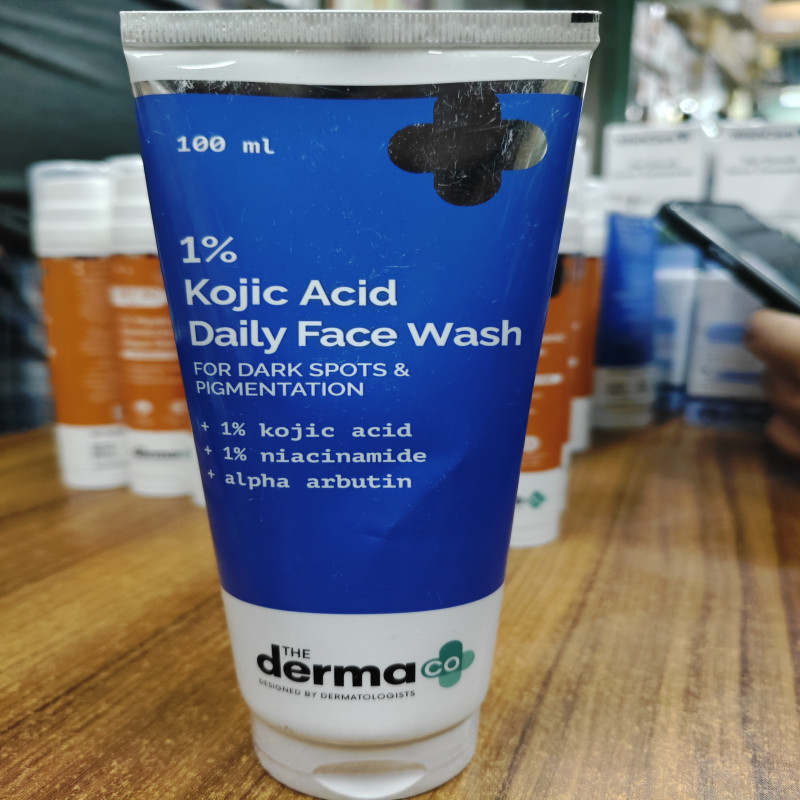 100 ml
1%
Kojic Acid
Daily Face Wash
FOR DARK SPOTS &
PIGMENTATION
+ 1% kojic acid
+ 1% niacinamide
+ alpha arbutin
THE
derma co
DESIGNED BY DERMATOLOGISTS